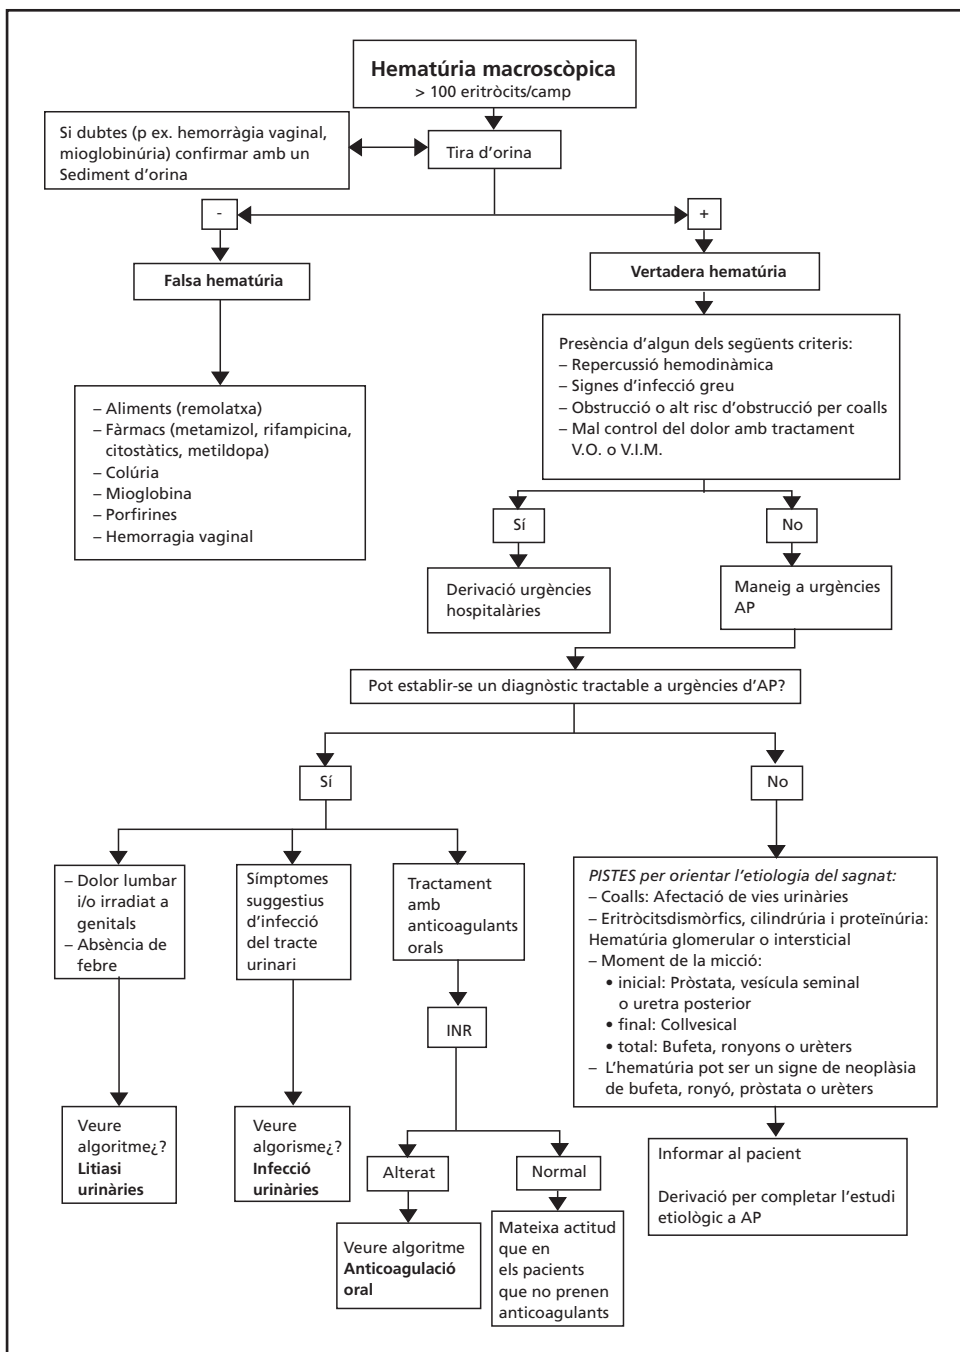 Hematúria macroscòpica
> 100 eritròcits/camp
Si dubtes (p ex. hemorràgia vaginal,
mioglobinúria) confirmar amb un
Sediment d'orina
Tira d'orina
-
+
Falsa hematúria
Vertadera hematúria
– Aliments (remolatxa)
– Fàrmacs (metamizol, rifampicina,
citostàtics, metildopa)
– Colúria
– Mioglobina
– Porfirines
– Hemorragia vaginal
Presència d'algun dels següents criteris:
– Repercussió hemodinàmica
– Signes d'infecció greu
– Obstrucció o alt risc d'obstrucció per coalls
– Mal control del dolor amb tractament
V.O. o V.I.M.
Sí
No
Derivació urgències
hospitalàries
Maneig a urgències
AP
Pot establir-se un diagnòstic tractable a urgències d'AP?
Sí
No
– Dolor lumbar
i/o irradiat a
genitals
– Absència de
febre
Símptomes
suggestius
d'infecció
del tracte
urinari
Tractament
amb
anticoagulants
orals
PISTES per orientar l'etiologia del sagnat:
– Coalls: Afectació de vies urinàries
– Eritròcitsdismòrfics, cilindrúria i proteïnúria:
Hematúria glomerular o intersticial
– Moment de la micció:
• inicial: Pròstata, vesícula seminal
o uretra posterior
• final: Collvesical
• total: Bufeta, ronyons o urèters
– L'hematúria pot ser un signe de neoplàsia
de bufeta, ronyó, pròstata o urèters
INR
Veure
algoritme¿?
Litiasi
urinàries
Veure
algorisme¿?
Infecció
urinàries
Alterat
Normal
Informar al pacient
Derivació per completar l'estudi
etiològic a AP
Veure algoritme
Anticoagulació
oral
Mateixa actitud
que en
els pacients
que no prenen
anticoagulants